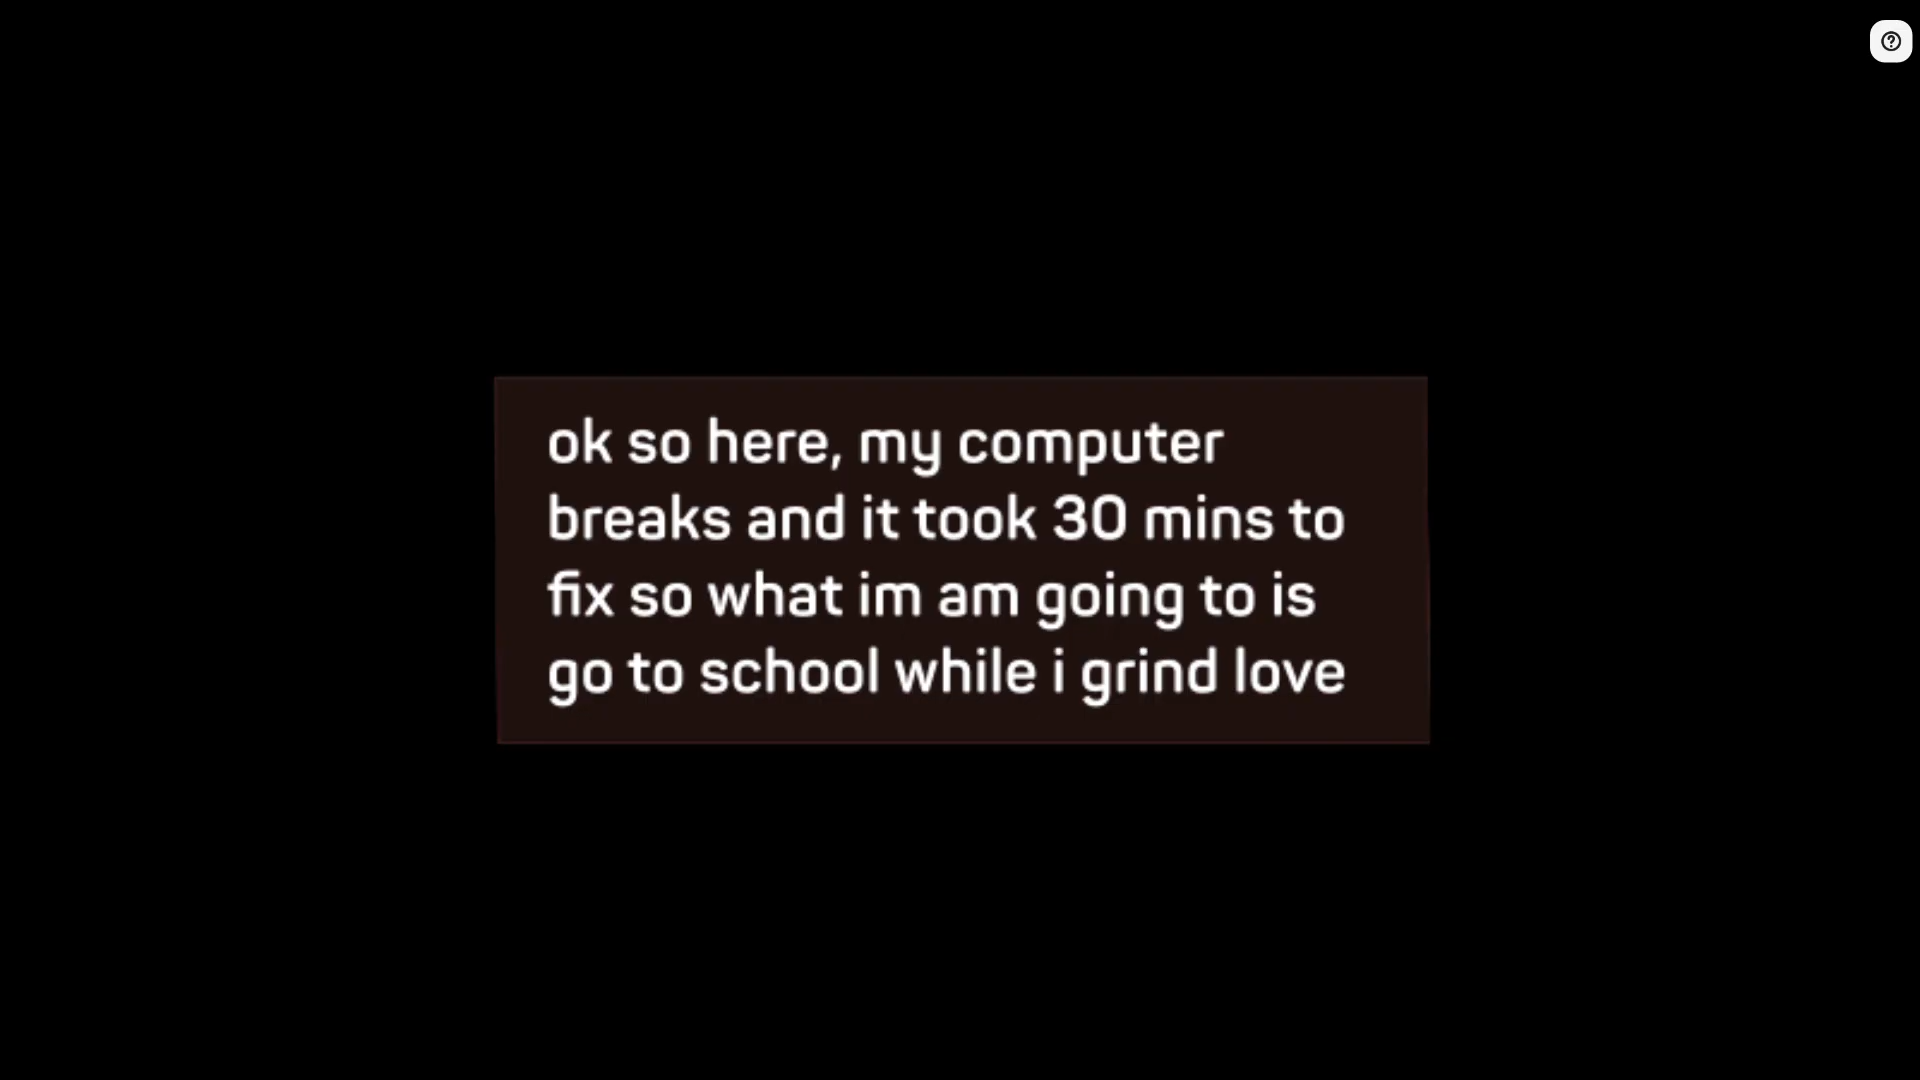 ok so here, my computer
breaks and it took 30 mins to
fix so what im am going to is
go to school while i grind love